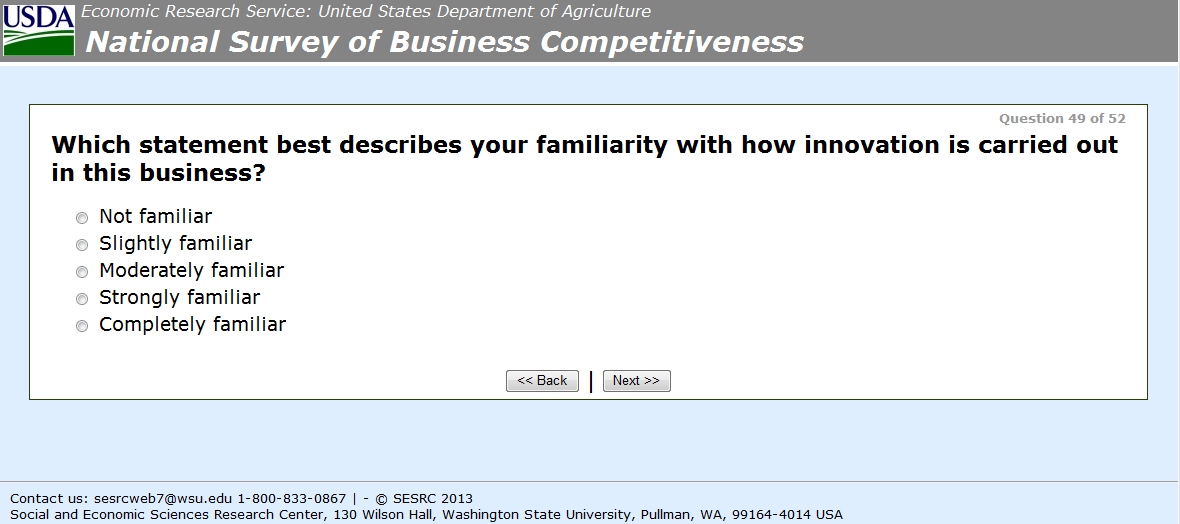 USDA
Economic Research Service: United States Department of Agriculture
National Survey of Business Competitiveness
Question 49 of 52
Which statement best describes your familiarity with how innovation is carried out
in this business?
Not familiar
Slightly familiar
Moderately familiar
Strongly familiar
Completely familiar
<< Back | Next >>
Contact us: sesrcweb7@wsu.edu 1-800-833-0867 | - © SESRC 2013
Social and Economic Sciences Research Center, 130 Wilson Hall, Washington State University, Pullman, WA, 99164-4014 USA